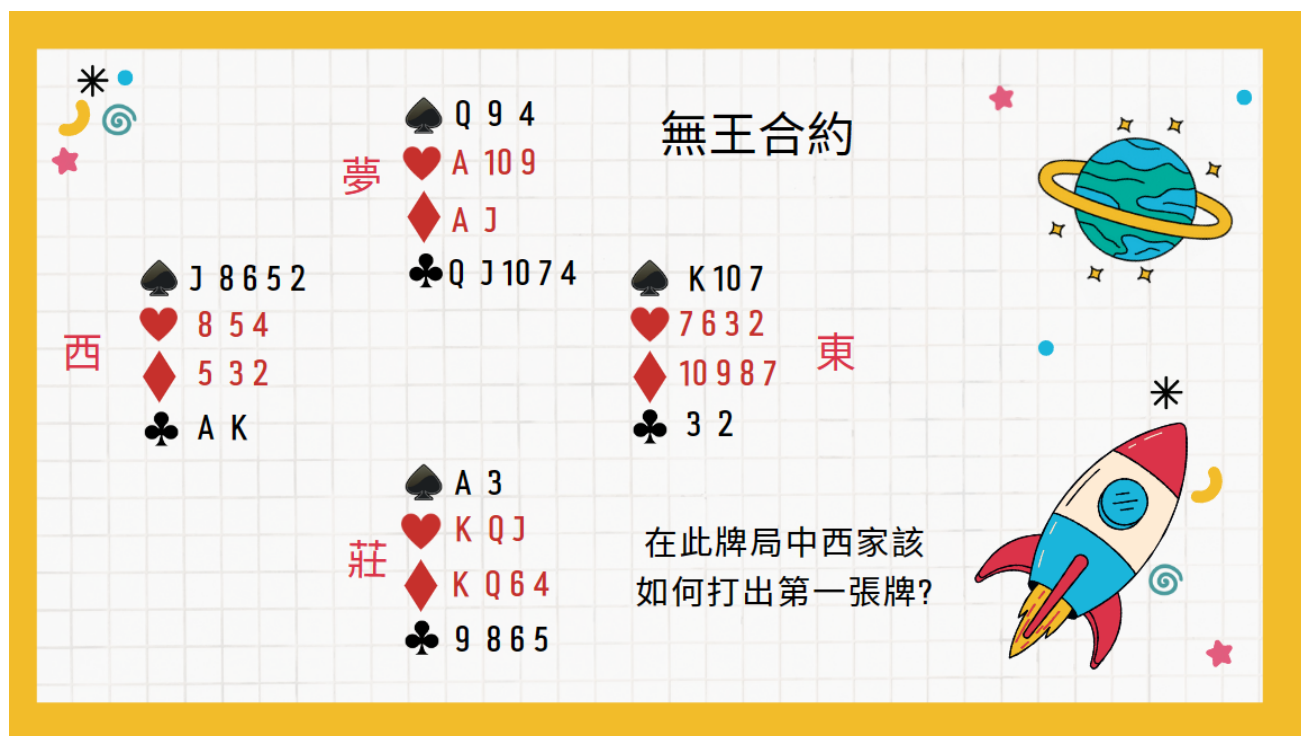 無王合約
夢
♠ Q 9 4
♥ A 10 9
♦ A J
♣ Q J 10 7 4
西
♠ J 8 6 5 2
♥ 8 5 4
♦ 5 3 2
♣ A K
東
♠ K 10 7
♥ 7 6 3 2
♦ 10 9 8 7
♣ 3 2
莊
♠ A 3
♥ K Q J
♦ K Q 6 4
♣ 9 8 6 5
在此牌局中西家該
如何打出第一張牌?